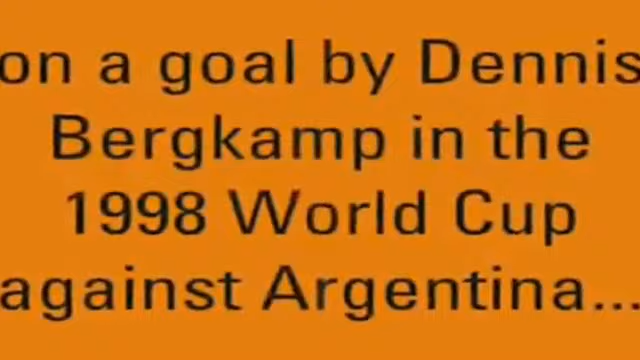 on a goal by Dennis
Bergkamp in the
1998 World Cup
against Argentina...